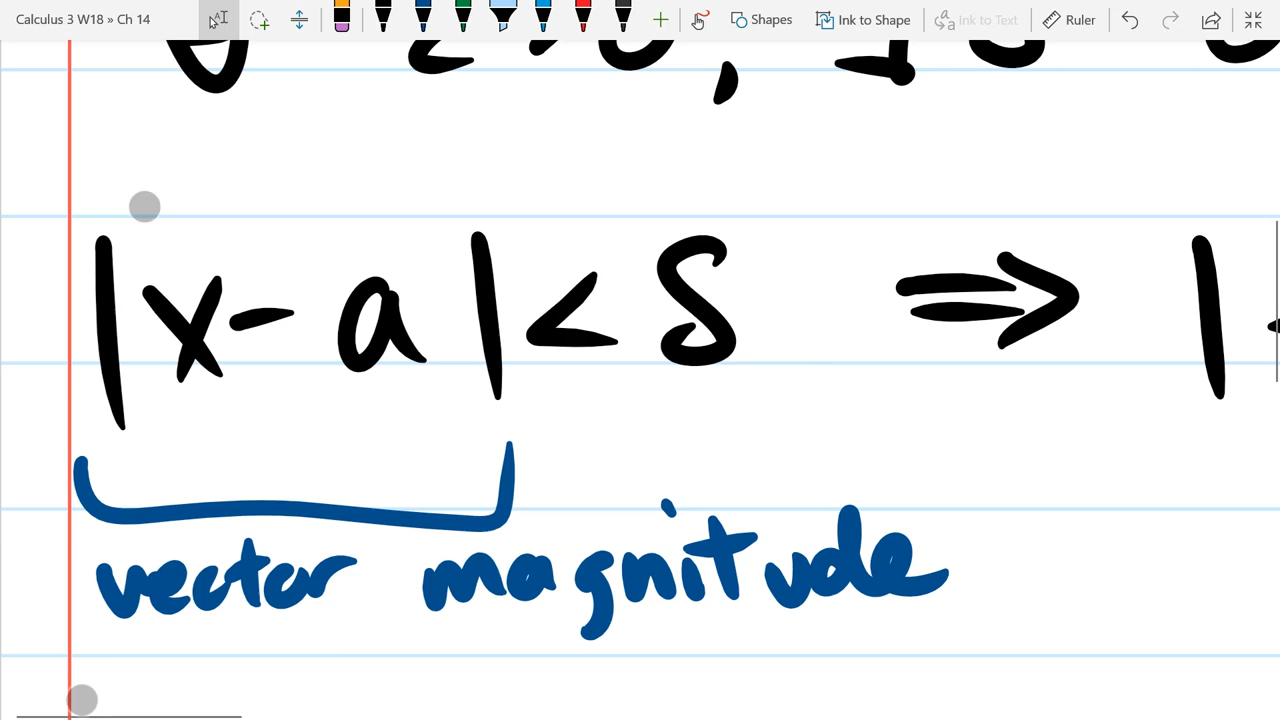 Calculus 3 W18 » Ch 14
Shapes
Ink to Shape
Ink to Text
Ruler
|x - a| < δ ⇒ |
vector magnitude